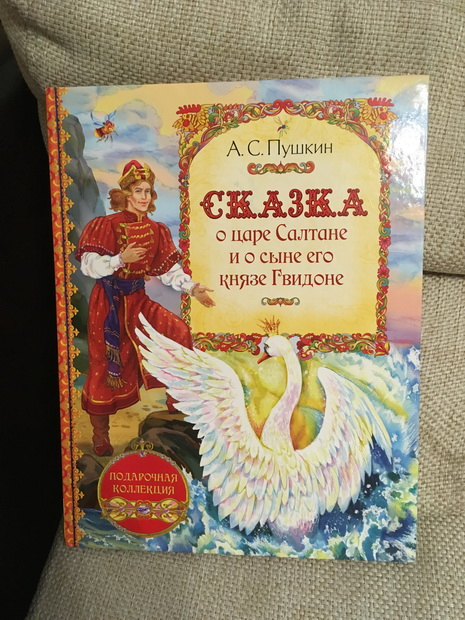 А. С. Пушкин
Сказка
о царе Салтане
и о сыне его
князе Гвидоне
ПОДАРОЧНАЯ
КОЛЛЕКЦИЯ